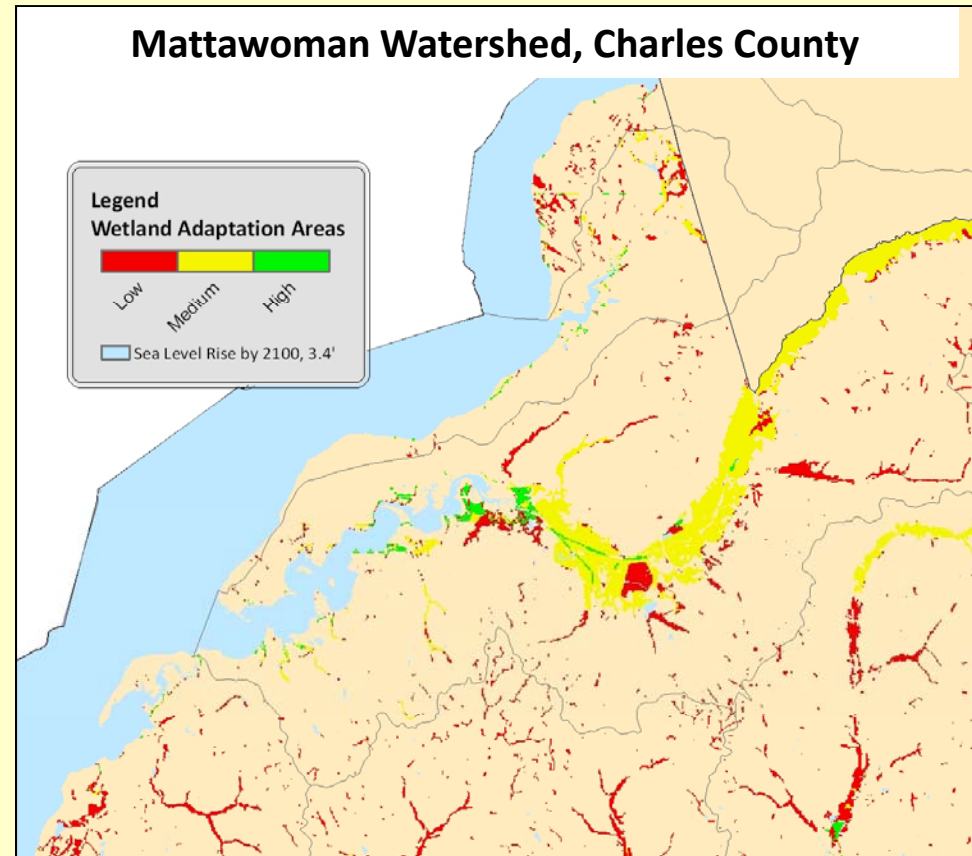 Mattawoman Watershed, Charles County
Legend
Wetland Adaptation Areas
Low
Medium
High
Sea Level Rise by 2100, 3.4'